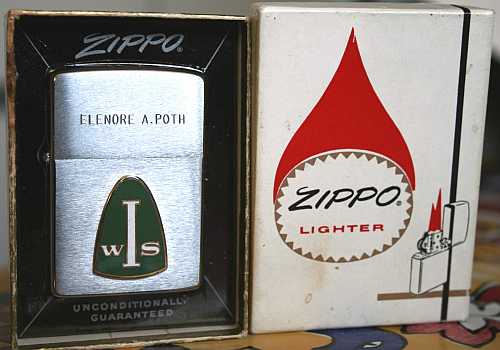 ZIPPO®
ELENORE A. POTH
W I S
UNCONDITIONALLY
GUARANTEED
ZIPPO®
LIGHTER